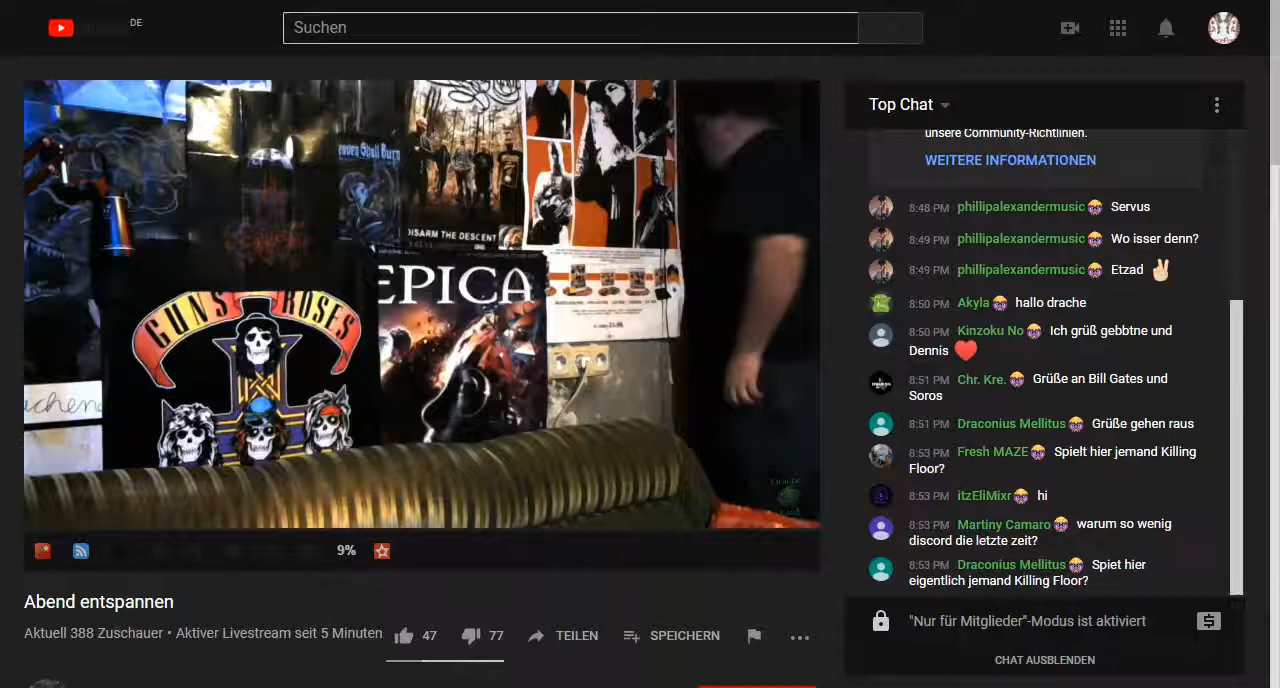 DE
Suchen
eaven Shall Burn
DISARM THE DESCENT
GUNS
ROSES
EPICA
9%
Abend entspannen
Aktuell 388 Zuschauer • Aktiver Livestream seit 5 Minuten
47
77
TEILEN
SPEICHERN
Top Chat
unsere Community-Richtlinien.
WEITERE INFORMATIONEN
8:48 PM phillipalexandermusic Servus
8:49 PM phillipalexandermusic Wo isser denn?
8:49 PM phillipalexandermusic Etzad ✌🏻
8:50 PM Akyla hallo drache
8:50 PM Kinzoku No Ich grüß gebbtne und
Dennis ❤️
8:51 PM Chr. Kre. Grüße an Bill Gates und
Soros
8:51 PM Draconius Mellitus Grüße gehen raus
8:53 PM Fresh MAZE Spielt hier jemand Killing
Floor?
8:53 PM itzEliMixr hi
8:53 PM Martiny Camaro warum so wenig
discord die letzte zeit?
8:53 PM Draconius Mellitus Spiet hier
eigentlich jemand Killing Floor?
"Nur für Mitglieder"-Modus ist aktiviert
CHAT AUSBLENDEN